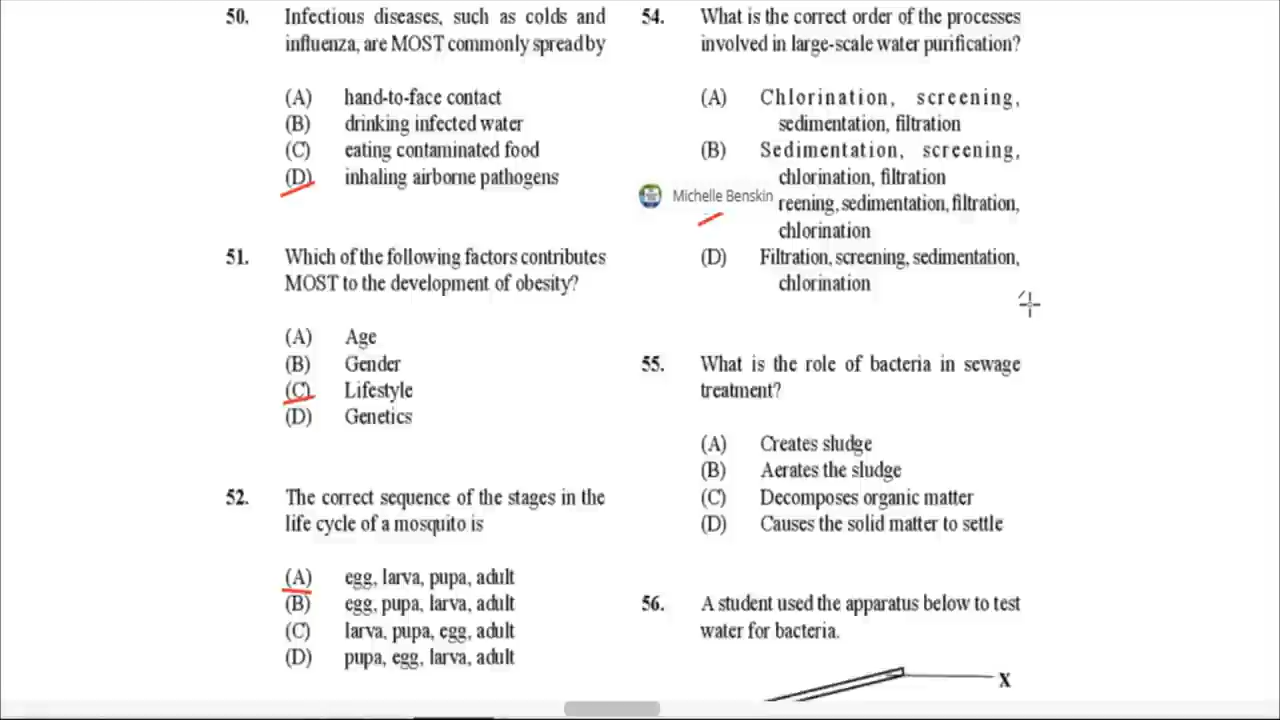 50. Infectious diseases, such as colds and
influenza, are MOST commonly spread by
(A) hand-to-face contact
(B) drinking infected water
(C) eating contaminated food
(D) inhaling airborne pathogens
51. Which of the following factors contributes
MOST to the development of obesity?
(A) Age
(B) Gender
(C) Lifestyle
(D) Genetics
52. The correct sequence of the stages in the
life cycle of a mosquito is
(A) egg, larva, pupa, adult
(B) egg, pupa, larva, adult
(C) larva, pupa, egg, adult
(D) pupa, egg, larva, adult
54. What is the correct order of the processes
involved in large-scale water purification?
(A) Chlorination, screening,
sedimentation, filtration
(B) Sedimentation, screening,
chlorination, filtration
Michelle Benskin
reening, sedimentation, filtration,
chlorination
(D) Filtration, screening, sedimentation,
chlorination
55. What is the role of bacteria in sewage
treatment?
(A) Creates sludge
(B) Aerates the sludge
(C) Decomposes organic matter
(D) Causes the solid matter to settle
56. A student used the apparatus below to test
water for bacteria.
X